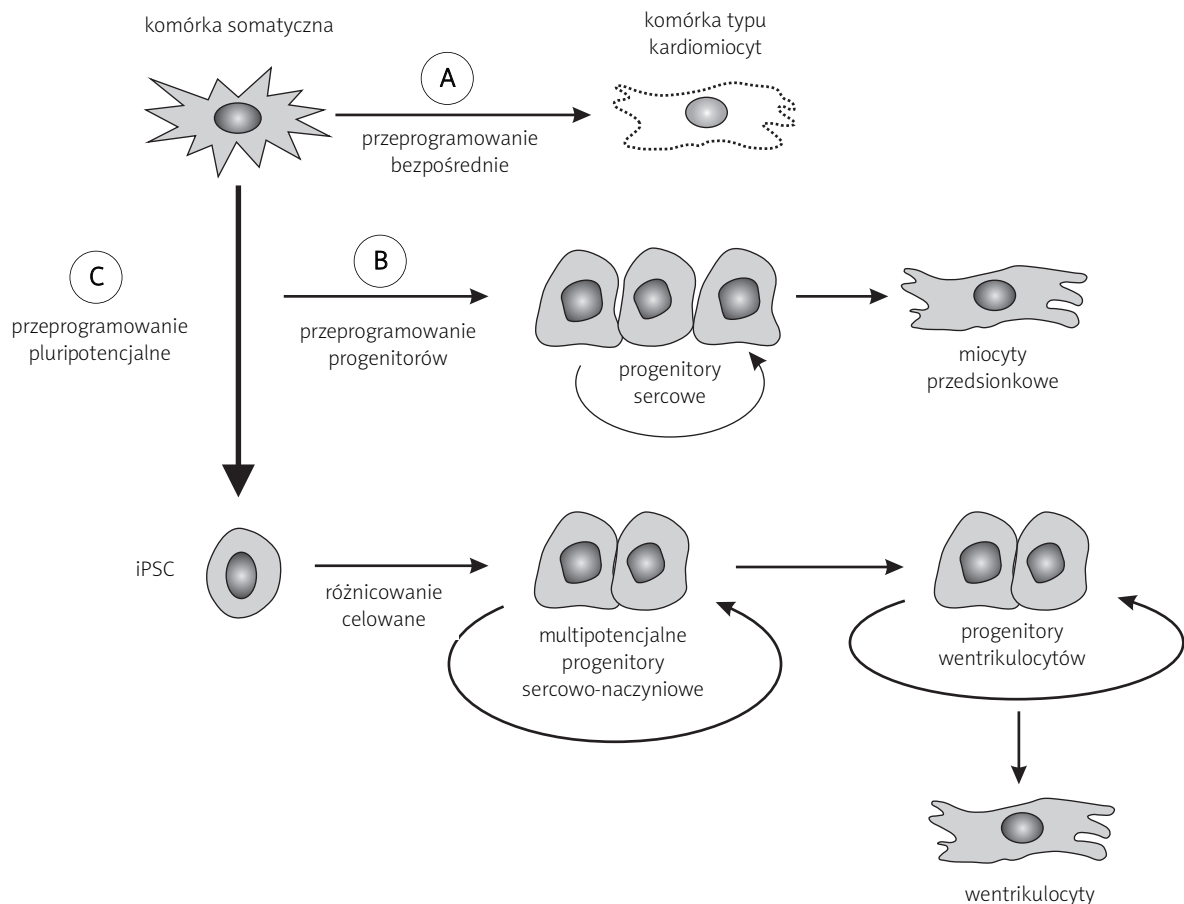 komórka somatyczna
komórka typu
kardiomiocyt
A
przeprogramowanie
bezpośrednie
C
przeprogramowanie
pluripotencjalne
B
przeprogramowanie
progenitorów
progenitory
sercowe
miocyty
przedsionkowe
iPSC
różnicowanie
celowane
multipotencjalne
progenitory
sercowo-naczyniowe
progenitory
wentrikulocytów
wentrikulocyty